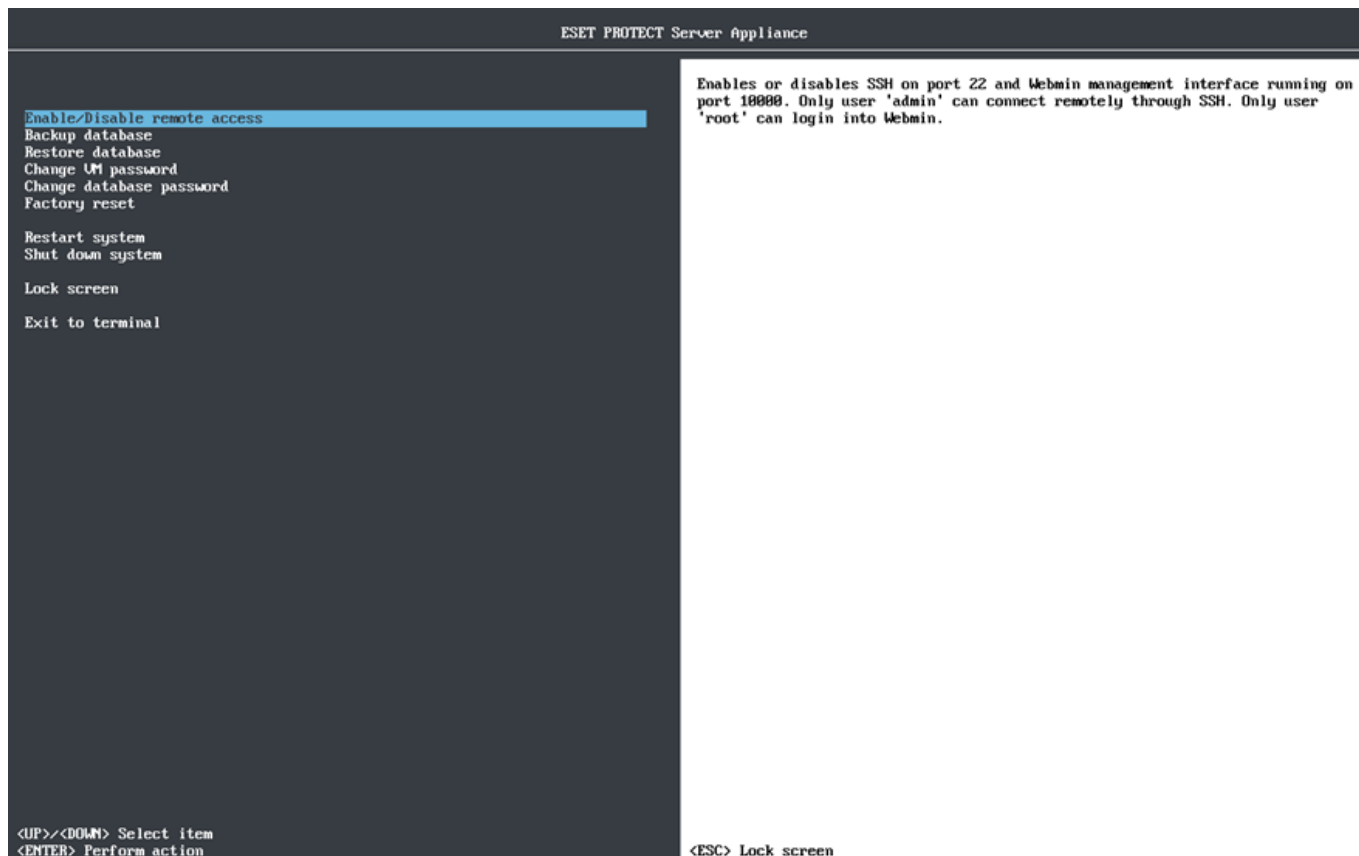 ESET PROTECT Server Appliance
Enable/Disable remote access
Backup database
Restore database
Change VM password
Change database password
Factory reset
Restart system
Shut down system
Lock screen
Exit to terminal
<UP>/<DOWN> Select item
<ENTER> Perform action
Enables or disables SSH on port 22 and Webmin management interface running on
port 10000. Only user 'admin' can connect remotely through SSH. Only user
'root' can login into Webmin.
<ESC> Lock screen